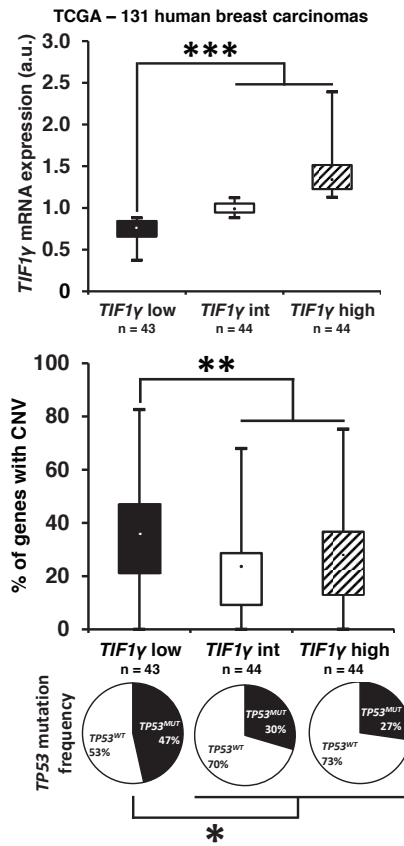 TCGA – 131 human breast carcinomas
***
TIF1γ mRNA expression (a.u.)
3.0
2.5
2.0
1.5
1.0
0.5
0
TIF1γ low
n = 43
TIF1γ int
n = 44
TIF1γ high
n = 44
**
% of genes with CNV
100
80
60
40
20
0
TIF1γ low
n = 43
TIF1γ int
n = 44
TIF1γ high
n = 44
TP53 mutation
frequency
TP53WT
53%
TP53MUT
47%
TP53MUT
30%
TP53WT
70%
TP53MUT
27%
TP53WT
73%
*